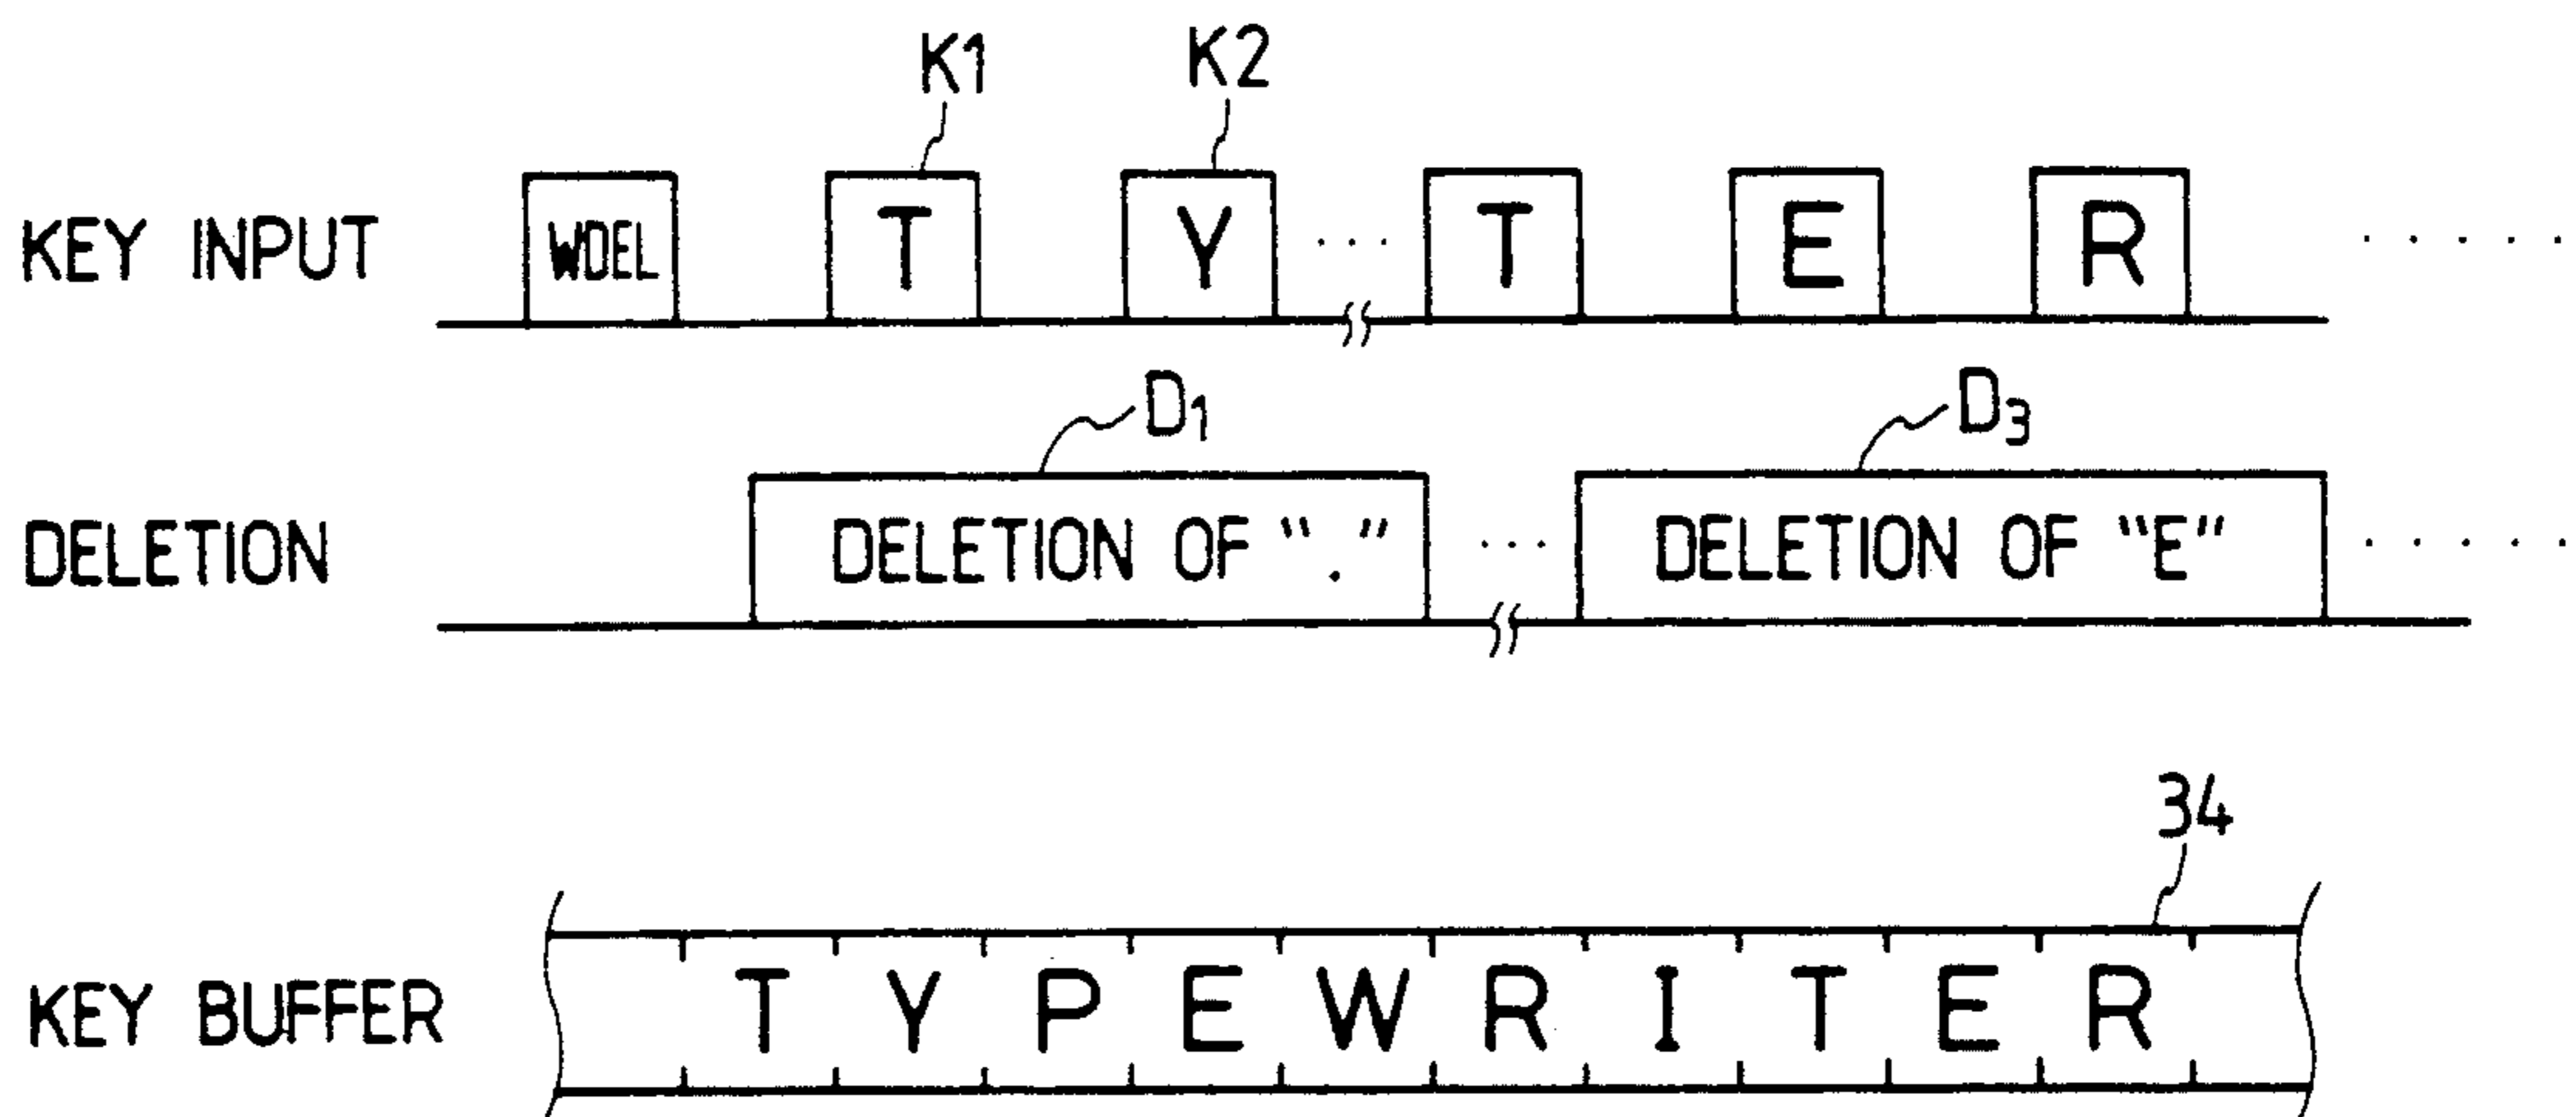 K1 K2
KEY INPUT WDEL T Y ... T E R .....
D1 D3
DELETION DELETION OF "." ... DELETION OF "E" .....
34
KEY BUFFER T Y P E W R I T E R